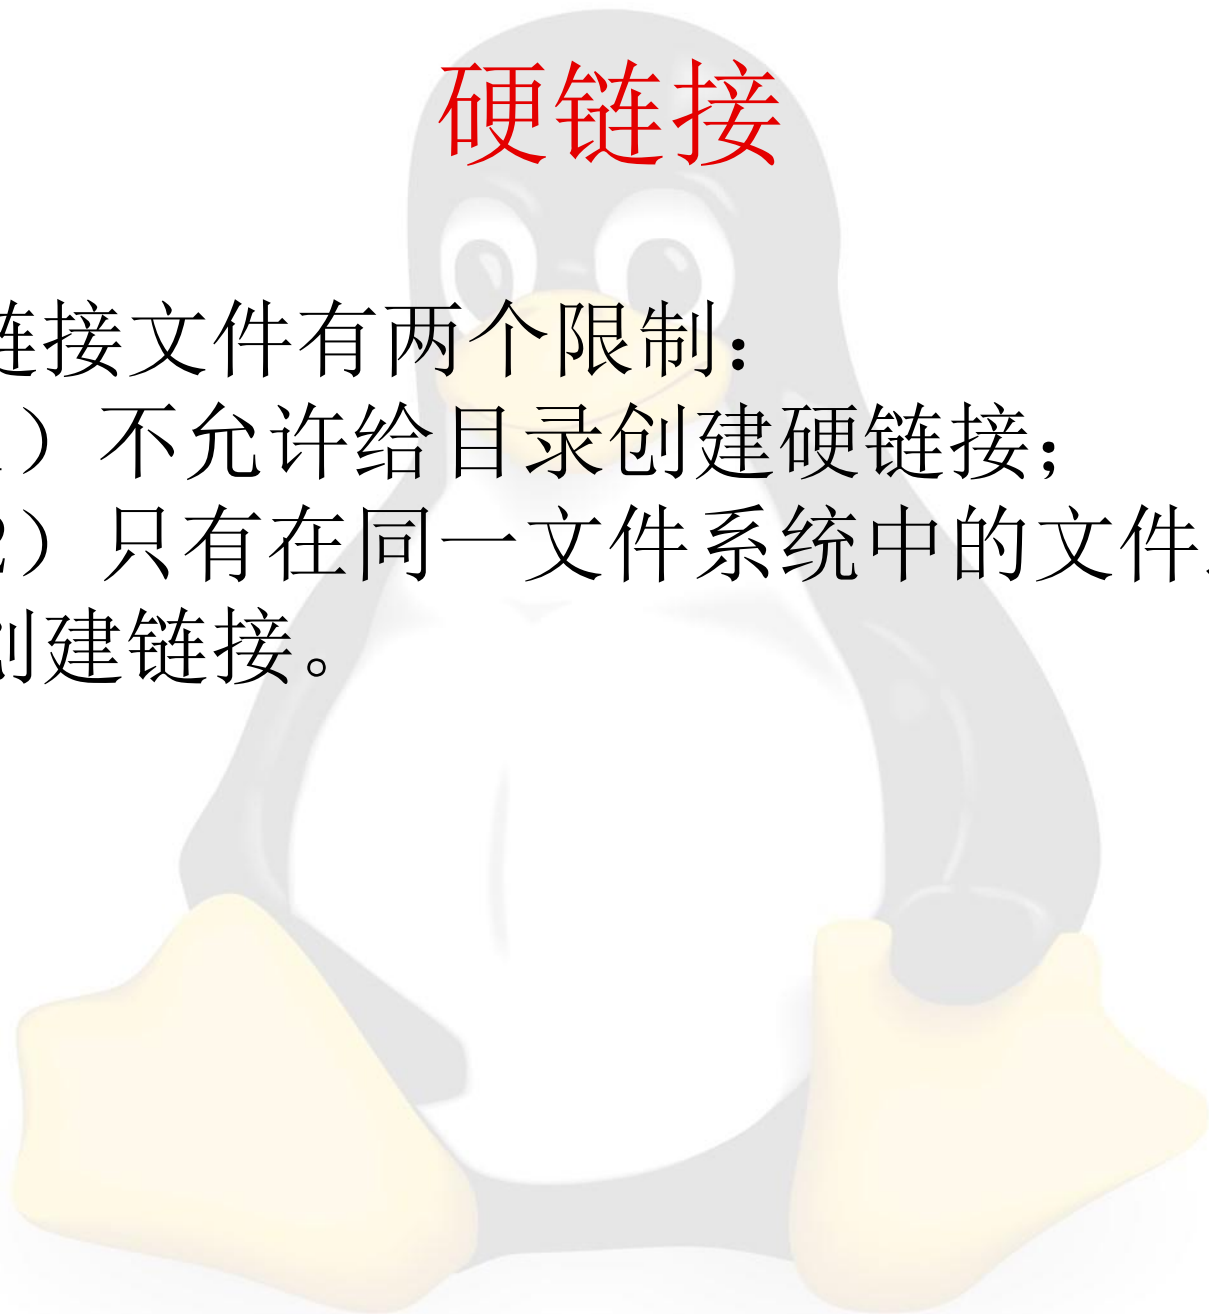 硬链接
链接文件有两个限制：
）不允许给目录创建硬链接；
2）只有在同一文件系统中的文件
创建链接。